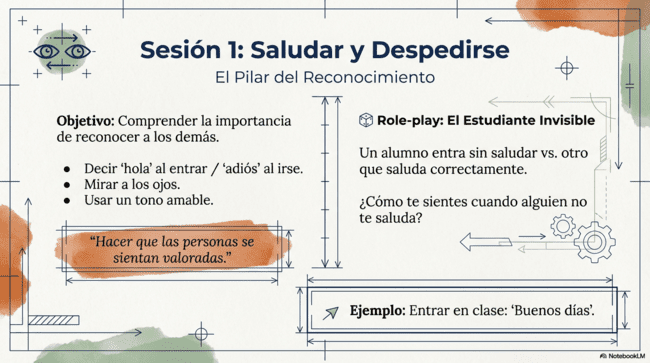 Sesión 1: Saludar y Despedirse
El Pilar del Reconocimiento
Objetivo: Comprender la importancia
de reconocer a los demás.
● Decir ‘hola’ al entrar / ‘adiós’ al irse.
● Mirar a los ojos.
● Usar un tono amable.
“Hacer que las personas se
sientan valoradas.”
Role-play: El Estudiante Invisible
Un alumno entra sin saludar vs. otro
que saluda correctamente.
¿Cómo te sientes cuando alguien no
te saluda?
Ejemplo: Entrar en clase: ‘Buenos días’.
NotebookLM